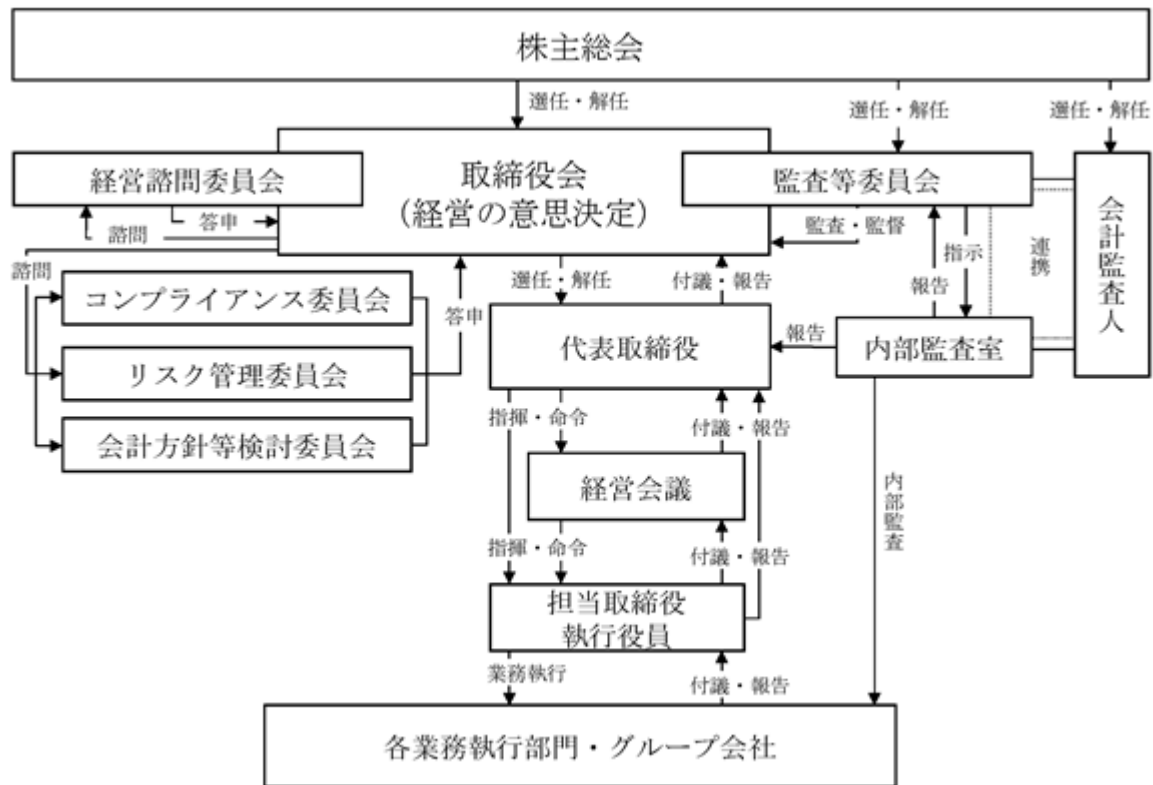 株主総会
選任・解任
選任・解任
選任・解任
経営諮問委員会
取締役会
(経営の意思決定)
監査等委員会
会計監査人
諮問
答申
監査・監督
諮問
答申
選任・解任
付議・報告
報告
指示
連携
コンプライアンス委員会
リスク管理委員会
会計方針等検討委員会
代表取締役
報告
内部監査室
指揮・命令
付議・報告
経営会議
内部監査
指揮・命令
付議・報告
担当取締役
執行役員
業務執行
付議・報告
各業務執行部門・グループ会社